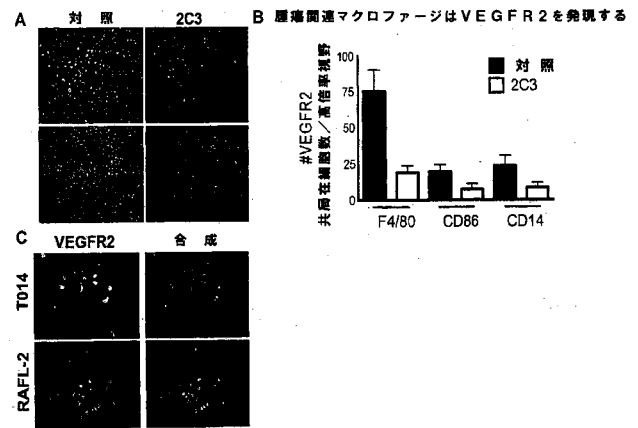 A 対 照 2C3
B 腫瘍関連マクロファージはVEGFR2を発現する
#VEGFR2
共局在細胞数/高倍率視野
100
75
50
25
0
対 照
2C3
F4/80 CD86 CD14
C VEGFR2 合 成
T014
RAFL-2